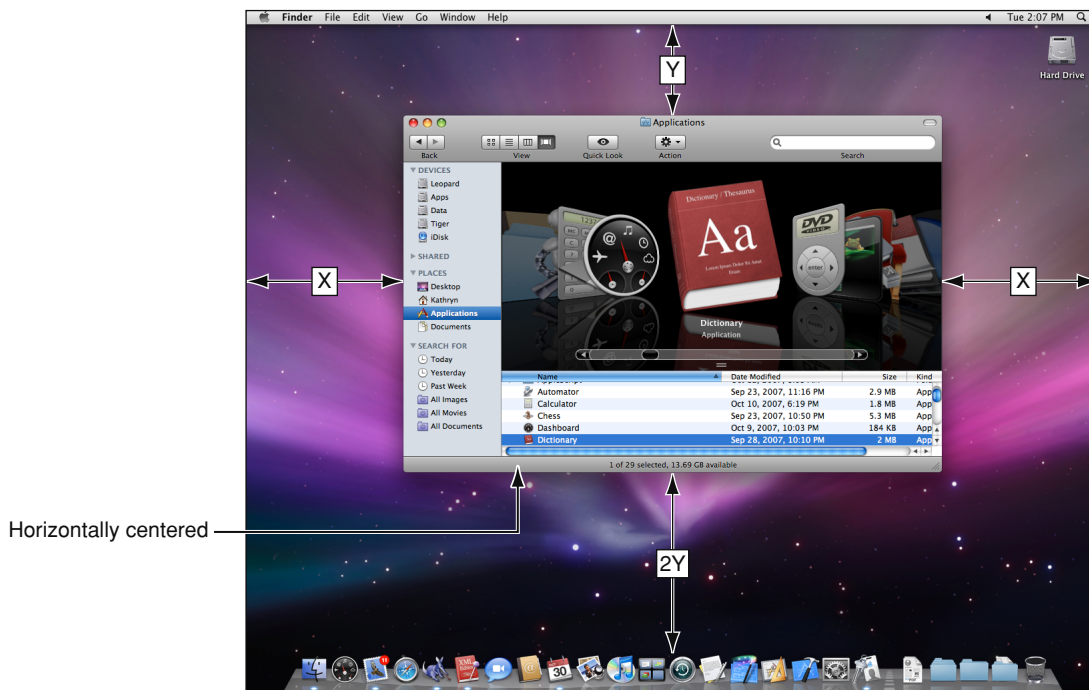 Finder File Edit View Go Window Help
Tue 2:07 PM
Hard Drive
Y
Applications
Back
View
Quick Look
Action
Search
DEVICES
Leopard
Apps
Data
Tiger
iDisk
SHARED
PLACES
Desktop
Kathryn
Applications
Documents
SEARCH FOR
Today
Yesterday
Past Week
All Images
All Movies
All Documents
Dictionary / Thesaurus
Aa
DVD
VIDEO
enter
X
X
Dictionary
Application
Name Date Modified Size Kind
Automator Sep 23, 2007, 11:16 PM 2.9 MB App
Calculator Oct 10, 2007, 6:19 PM 1.8 MB App
Chess Sep 23, 2007, 10:50 PM 5.3 MB App
Dashboard Oct 9, 2007, 10:03 PM 184 KB App
Dictionary Sep 28, 2007, 10:10 PM 2 MB App
1 of 29 selected, 13.69 GB available
Horizontally centered
2Y
11
30